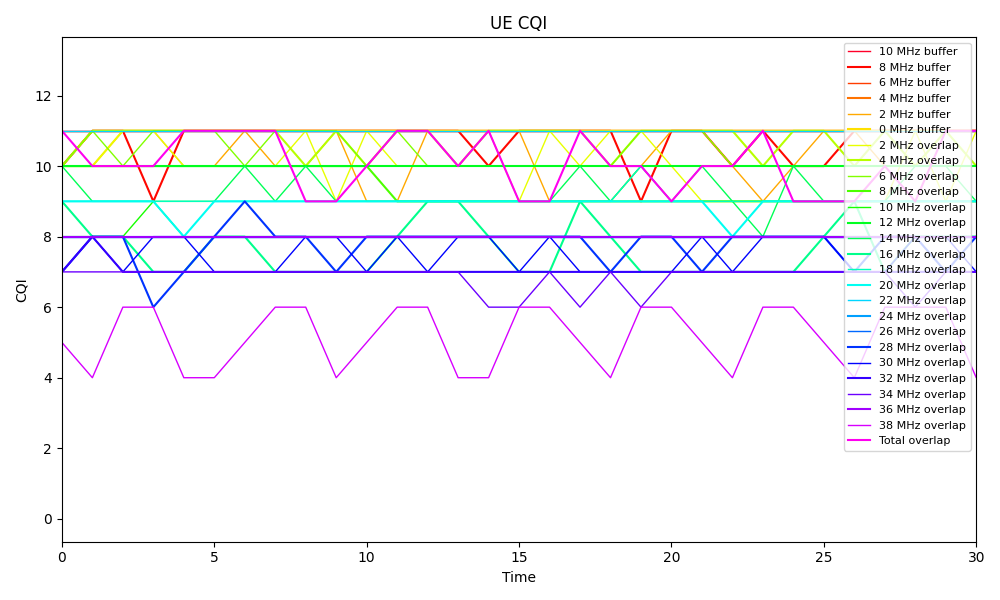 UE CQI
CQI
12
10
8
6
4
2
0
0
5
10
15
20
25
30
Time
10 MHz buffer
8 MHz buffer
6 MHz buffer
4 MHz buffer
2 MHz buffer
0 MHz buffer
2 MHz overlap
4 MHz overlap
6 MHz ovelap
8 MHz ovelap
10 MHz overlap
12 MHz overlap
14 MHz overlap
16 MHz overlap
18 MHz overlap
20 MHz overlap
22 MHz overlap
24 MHz overlap
26 MHz overlap
28 MHz overlap
30 MHz overlap
32 MHz overlap
34 MHz overlap
36 MHz overlap
38 MHz overlap
Total overlap